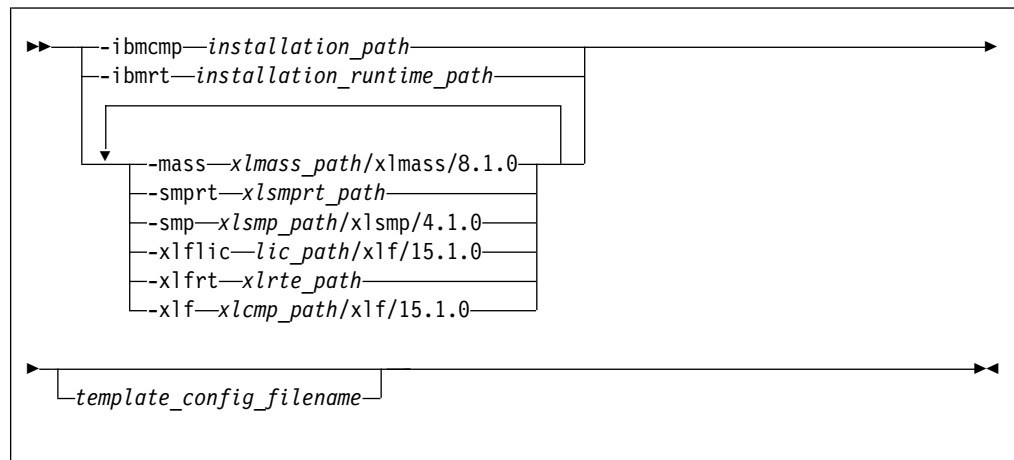 -ibmcmp installation_path
-ibmrt installation_runtime_path
-mass xlmass_path/xlmass/8.1.0
-smprt xlsmprt_path
-smp xlsmp_path/xlsmp/4.1.0
-xlflic lic_path/xlf/15.1.0
-xlfrt xlrte_path
-xlf xlcmp_path/xlf/15.1.0
template_config_filename